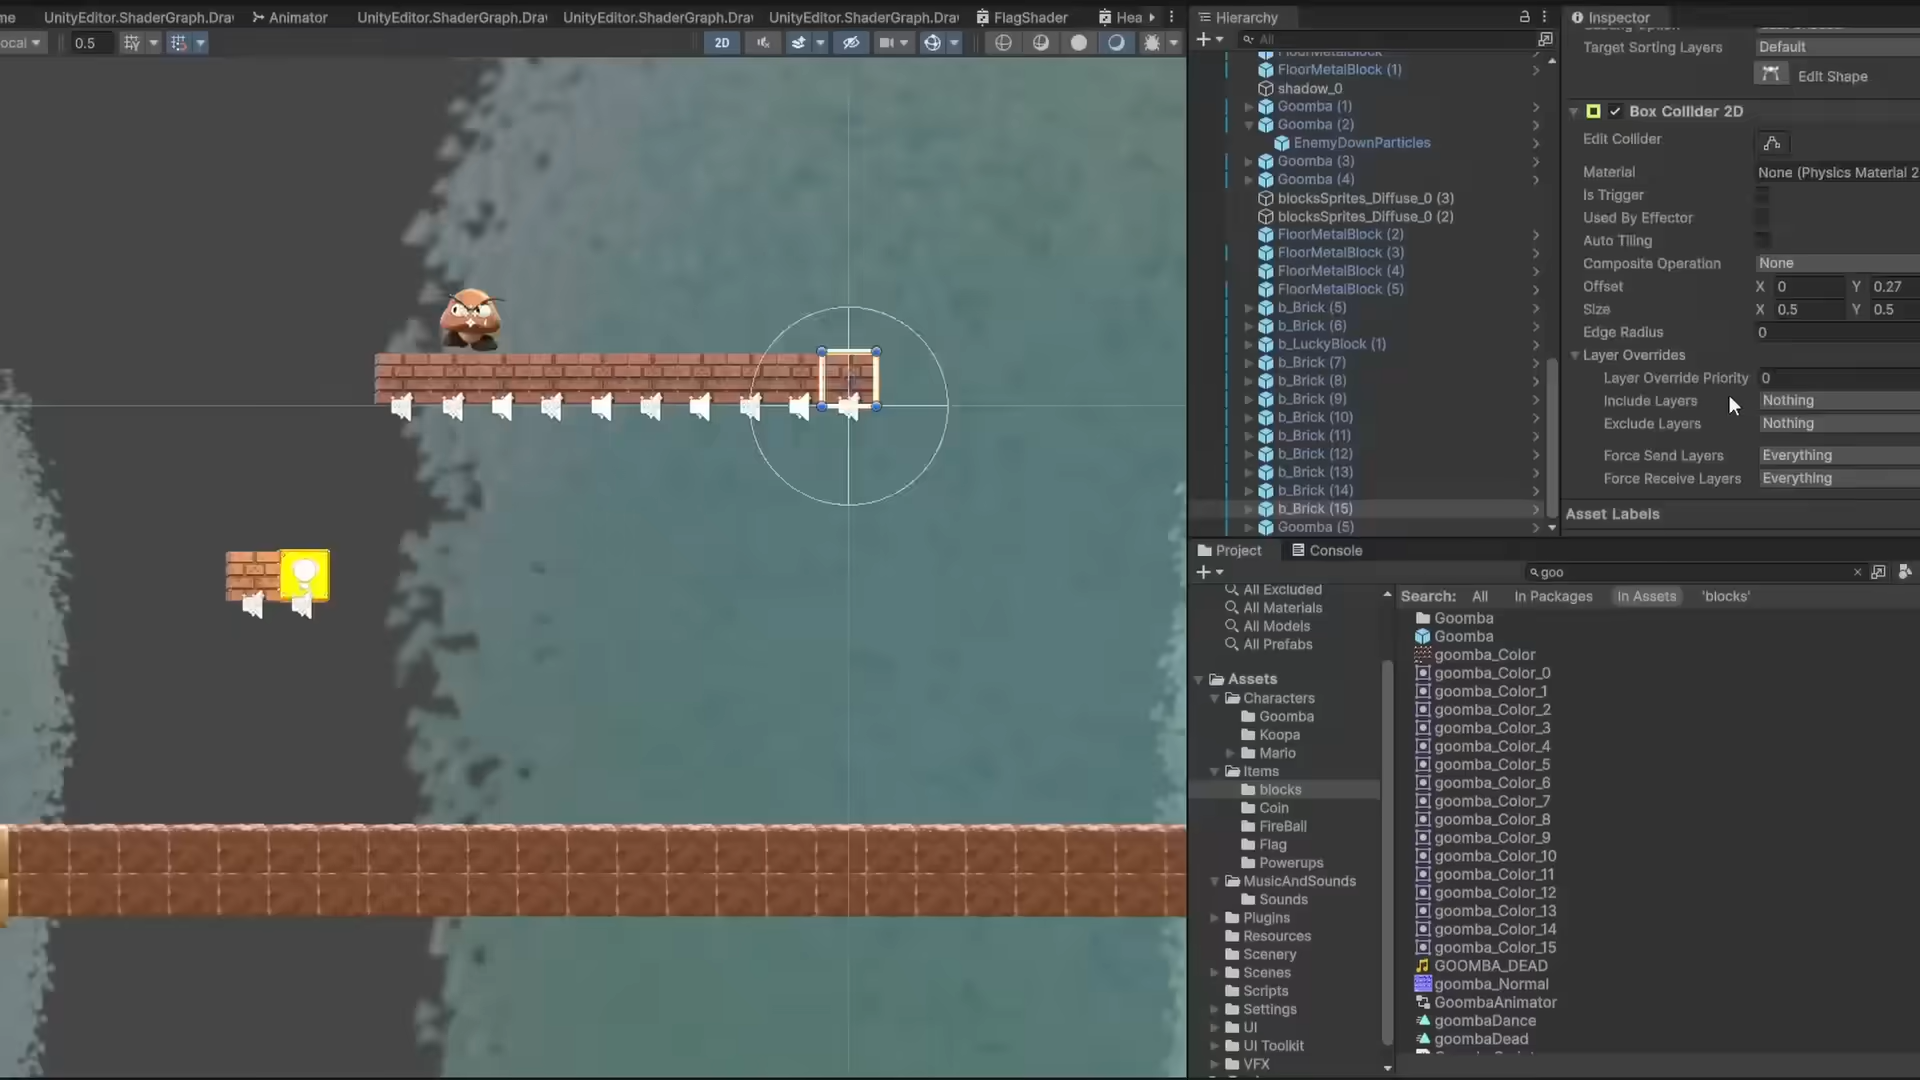 UnityEditor.ShaderGraph.Dra
Animator
UnityEditor.ShaderGraph.Dra
UnityEditor.ShaderGraph.Dra
UnityEditor.ShaderGraph.Dra
FlagShader
Hea
ocal
0.5
2D
Hierarchy
All
FloorMetalBlock
FloorMetalBlock (1)
shadow_0
Goomba (1)
Goomba (2)
EnemyDownParticles
Goomba (3)
Goomba (4)
blocksSprites_Diffuse_0 (3)
blocksSprites_Diffuse_0 (2)
FloorMetalBlock (2)
FloorMetalBlock (3)
FloorMetalBlock (4)
FloorMetalBlock (5)
b_Brick (5)
b_Brick (6)
b_LuckyBlock (1)
b_Brick (7)
b_Brick (8)
b_Brick (9)
b_Brick (10)
b_Brick (11)
b_Brick (12)
b_Brick (13)
b_Brick (14)
b_Brick (15)
Goomba (5)
Inspector
Target Sorting Layers Default
Edit Shape
Box Collider 2D
Edit Collider
Material None (Physics Material 2
Is Trigger
Used By Effector
Auto Tiling
Composite Operation None
Offset X 0 Y 0.27
Size X 0.5 Y 0.5
Edge Radius 0
Layer Overrides
Layer Override Priority 0
Include Layers Nothing
Exclude Layers Nothing
Force Send Layers Everything
Force Receive Layers Everything
Asset Labels
Project
Console
goo
All Excluded
All Materials
All Models
All Prefabs
Assets
Characters
Goomba
Koopa
Mario
Items
blocks
Coin
FireBall
Flag
Powerups
MusicAndSounds
Sounds
Plugins
Resources
Scenery
Scenes
Scripts
Settings
UI
UI Toolkit
VFX
Search: All In Packages In Assets 'blocks'
Goomba
Goomba
goomba_Color
goomba_Color_0
goomba_Color_1
goomba_Color_2
goomba_Color_3
goomba_Color_4
goomba_Color_5
goomba_Color_6
goomba_Color_7
goomba_Color_8
goomba_Color_9
goomba_Color_10
goomba_Color_11
goomba_Color_12
goomba_Color_13
goomba_Color_14
goomba_Color_15
GOOMBA_DEAD
goomba_Normal
GoombaAnimator
goombaDance
goombaDead